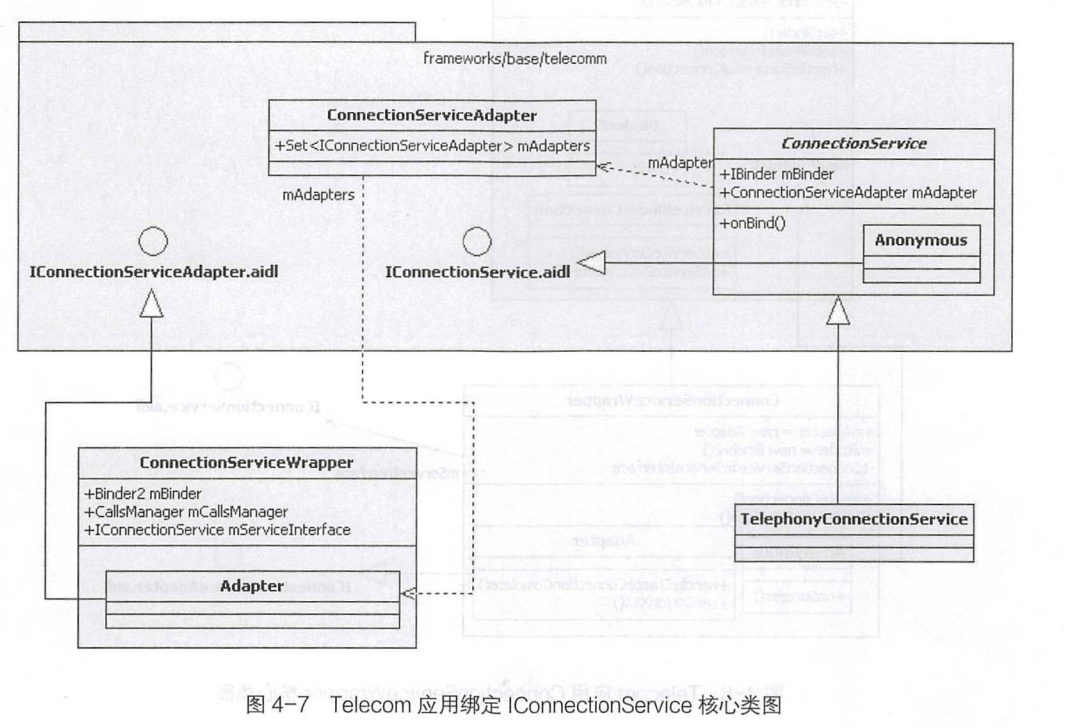 frameworks/base/telecomm
ConnectionServiceAdapter
+Set<IConnectionServiceAdapter> mAdapters
ConnectionService
mAdapter
+IBinder mBinder
+ConnectionServiceAdapter mAdapter
+onBind()
Anonymous
mAdapters
IConnectionServiceAdapter.aidl
IConnectionService.aidl
ConnectionServiceWrapper
+Binder2 mBinder
+CallsManager mCallsManager
+IConnectionService mServiceInterface
Adapter
TelephonyConnectionService
图 4-7 Telecom 应用绑定 IConnectionService 核心类图